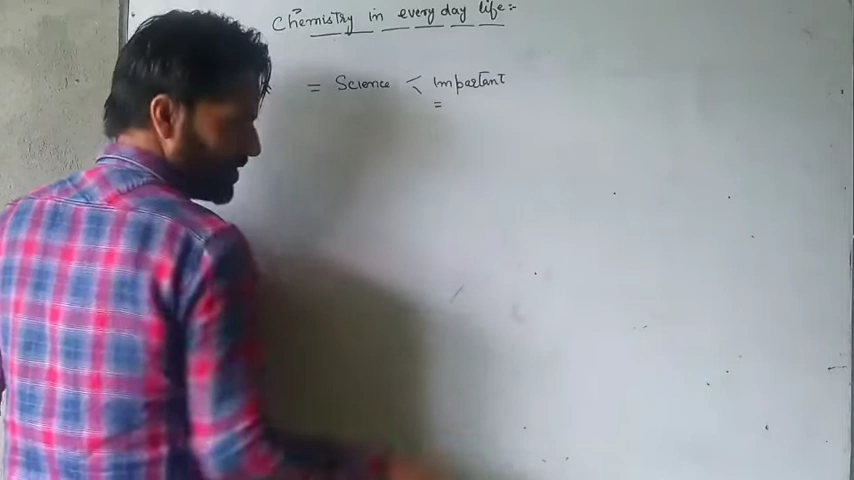 Chemistry in every day life :-
= Science < Important
=